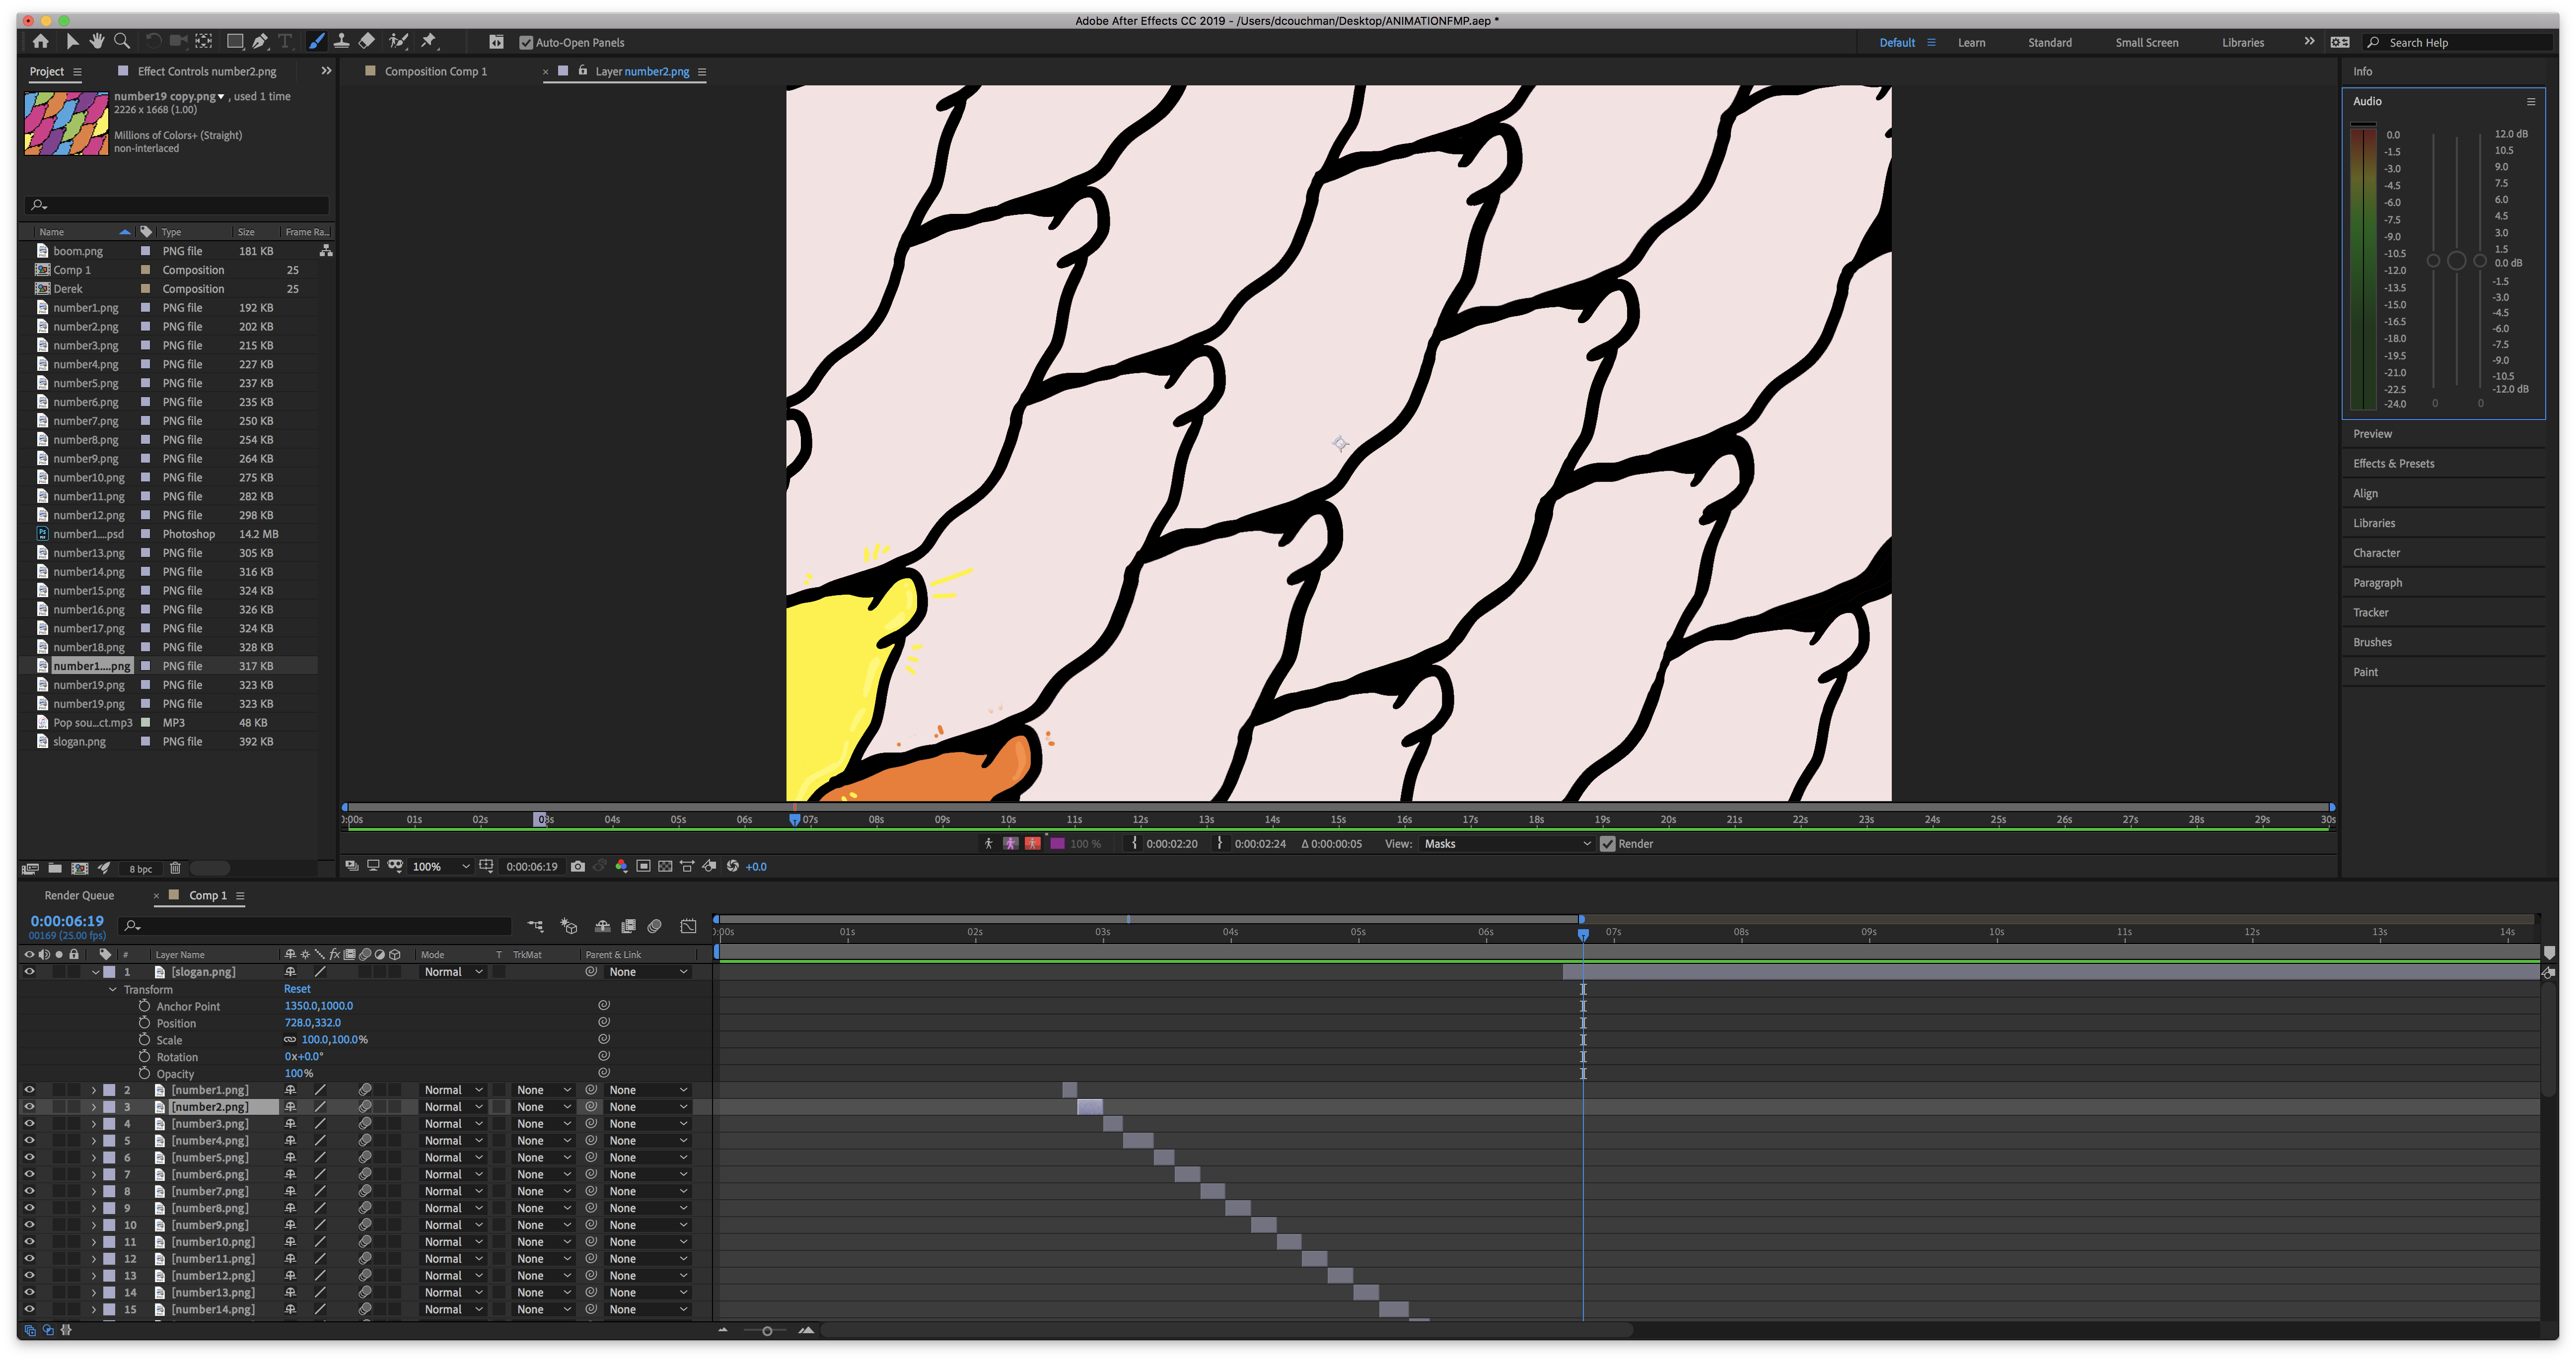 Adobe After Effects CC 2019 - /Users/dcouchman/Desktop/ANIMATIONFMP.aep *
Auto-Open Panels
Default
Learn
Standard
Small Screen
Libraries
Search Help
Project
Effect Controls number2.png
Composition Comp 1
Layer number2.png
number19 copy.png, used 1 time
2226 x 1668 (1.00)
Millions of Colors+ (Straight)
non-interlaced
Name Type Size Frame Ra...
boom.png PNG file 181 KB
Comp 1 Composition 25
Derek Composition 25
number1.png PNG file 192 KB
number2.png PNG file 202 KB
number3.png PNG file 215 KB
number4.png PNG file 227 KB
number5.png PNG file 237 KB
number6.png PNG file 235 KB
number7.png PNG file 250 KB
number8.png PNG file 254 KB
number9.png PNG file 264 KB
number10.png PNG file 275 KB
number11.png PNG file 282 KB
number12.png PNG file 298 KB
number1....psd Photoshop 14.2 MB
number13.png PNG file 305 KB
number14.png PNG file 316 KB
number15.png PNG file 324 KB
number16.png PNG file 326 KB
number17.png PNG file 324 KB
number18.png PNG file 328 KB
number1....png PNG file 317 KB
number19.png PNG file 323 KB
number19.png PNG file 323 KB
Pop sou...ct.mp3 MP3 48 KB
slogan.png PNG file 392 KB
8 bpc
Info
Audio
0.0
-1.5
-3.0
-4.5
-6.0
-7.5
-9.0
-10.5
-12.0
-13.5
-15.0
-16.5
-18.0
-19.5
-21.0
-22.5
-24.0
12.0 dB
10.5
9.0
7.5
6.0
4.5
3.0
1.5
0.0 dB
-1.5
-3.0
-4.5
-6.0
-7.5
-9.0
-10.5
-12.0 dB
0 0
Preview
Effects & Presets
Align
Libraries
Character
Paragraph
Tracker
Brushes
Paint
0:00s 01s 02s 03s 04s 05s 06s 07s 08s 09s 10s 11s 12s 13s 14s 15s 16s 17s 18s 19s 20s 21s 22s 23s 24s 25s 26s 27s 28s 29s 30s
100 % 0:00:02:20 0:00:02:24 Δ 0:00:00:05 View: Masks Render
100% 0:00:06:19 +0.0
Render Queue
Comp 1
0:00:06:19
00169 (25.00 fps)
0:00s 01s 02s 03s 04s 05s 06s 07s 08s 09s 10s 11s 12s 13s 14s
# Layer Name fx Mode T TrkMat Parent & Link
1 [slogan.png] Normal None
Transform Reset
Anchor Point 1350.0,1000.0
Position 728.0,332.0
Scale 100.0,100.0%
Rotation 0x+0.0°
Opacity 100%
2 [number1.png] Normal None None
3 [number2.png] Normal None None
4 [number3.png] Normal None None
5 [number4.png] Normal None None
6 [number5.png] Normal None None
7 [number6.png] Normal None None
8 [number7.png] Normal None None
9 [number8.png] Normal None None
10 [number9.png] Normal None None
11 [number10.png] Normal None None
12 [number11.png] Normal None None
13 [number12.png] Normal None None
14 [number13.png] Normal None None
15 [number14.png] Normal None None